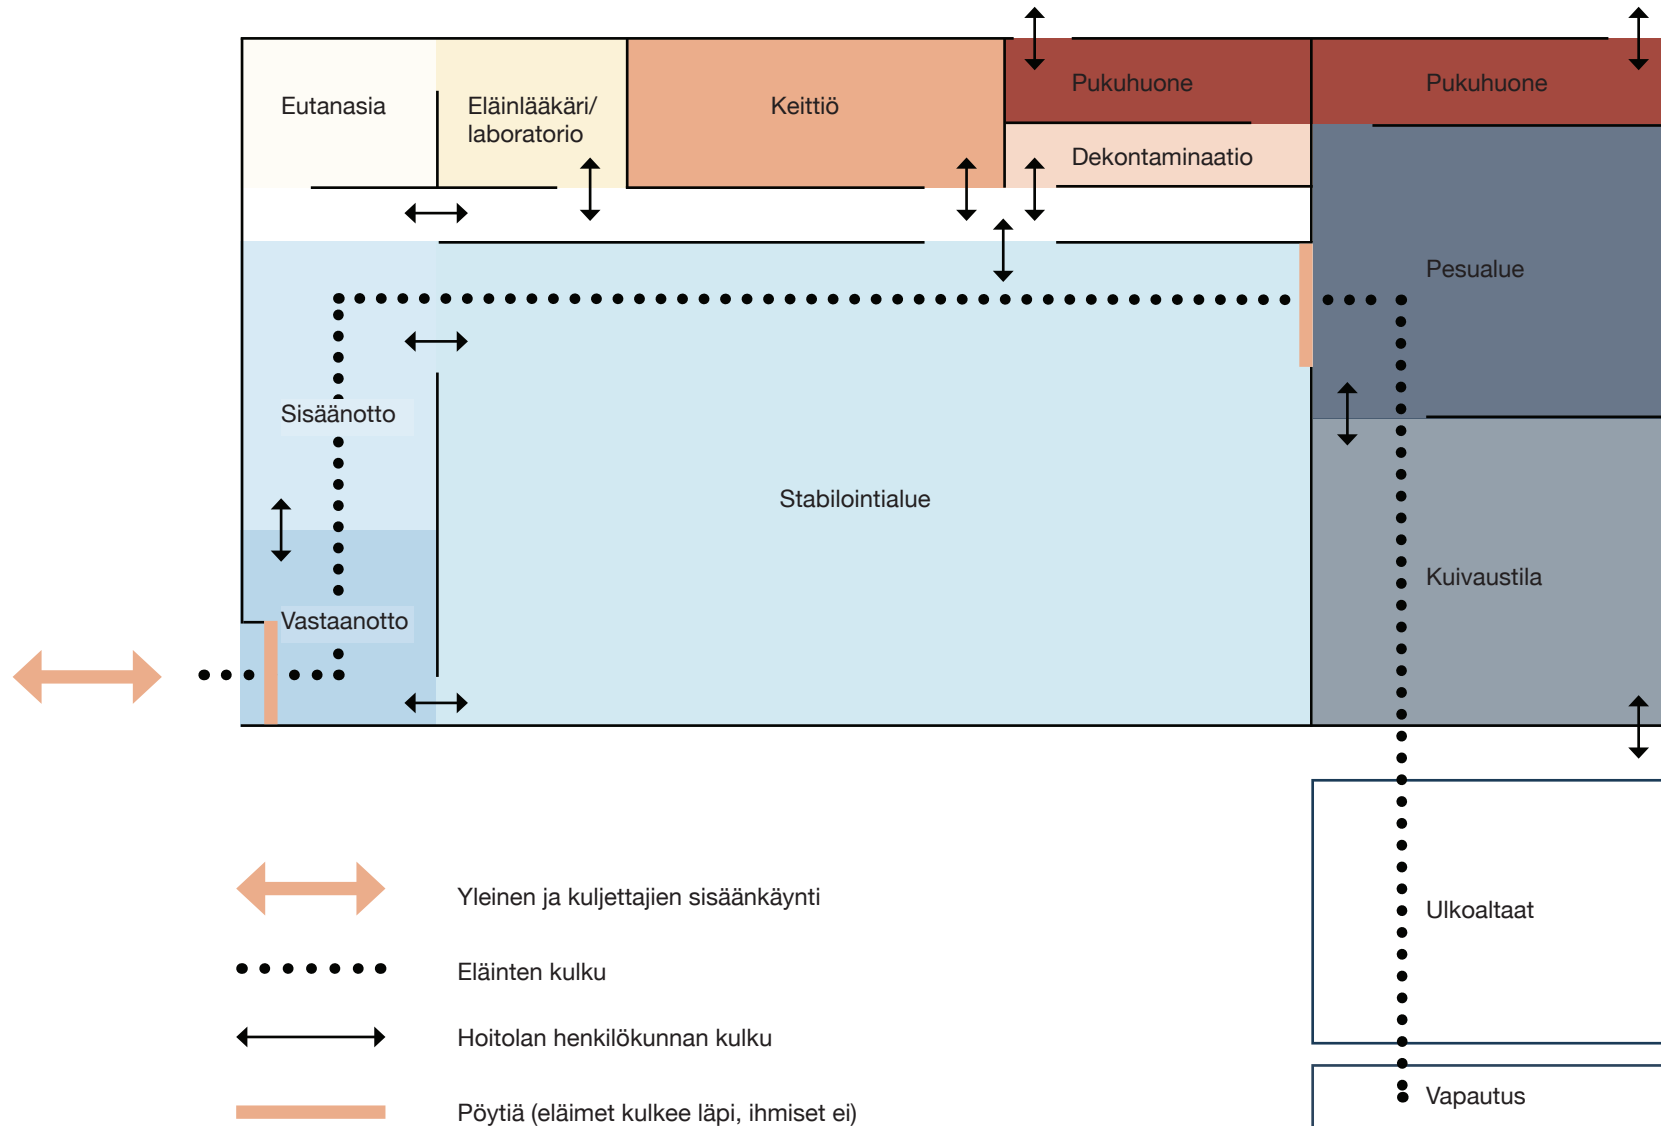 Eutanasia
Eläinlääkäri/
laboratorio
Keittiö
Pukuhuone
Pukuhuone
Dekontaminaatio
Pesualue
Sisäänotto
Stabilointialue
Kuivaustila
Vastaanotto
Yleinen ja kuljettajien sisäänkäynti
Ulkoaltaat
Eläinten kulku
Hoitolan henkilökunnan kulku
Vapautus
Pöytiä (eläimet kulkee läpi, ihmiset ei)